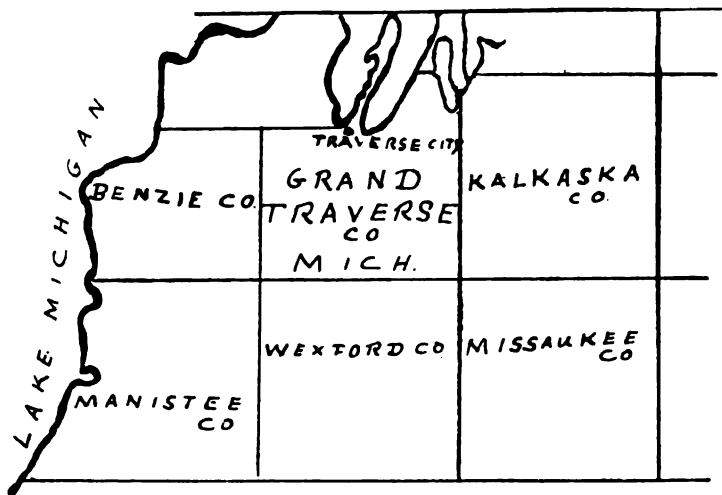 TRAVERSE CITY
BENZIE CO.
GRAND
TRAVERSE
CO
MICH.
KALKASKA
CO.
LAKE MICHIGAN
WEXFORD CO
MISSAUKEE
CO
MANISTEE
CO